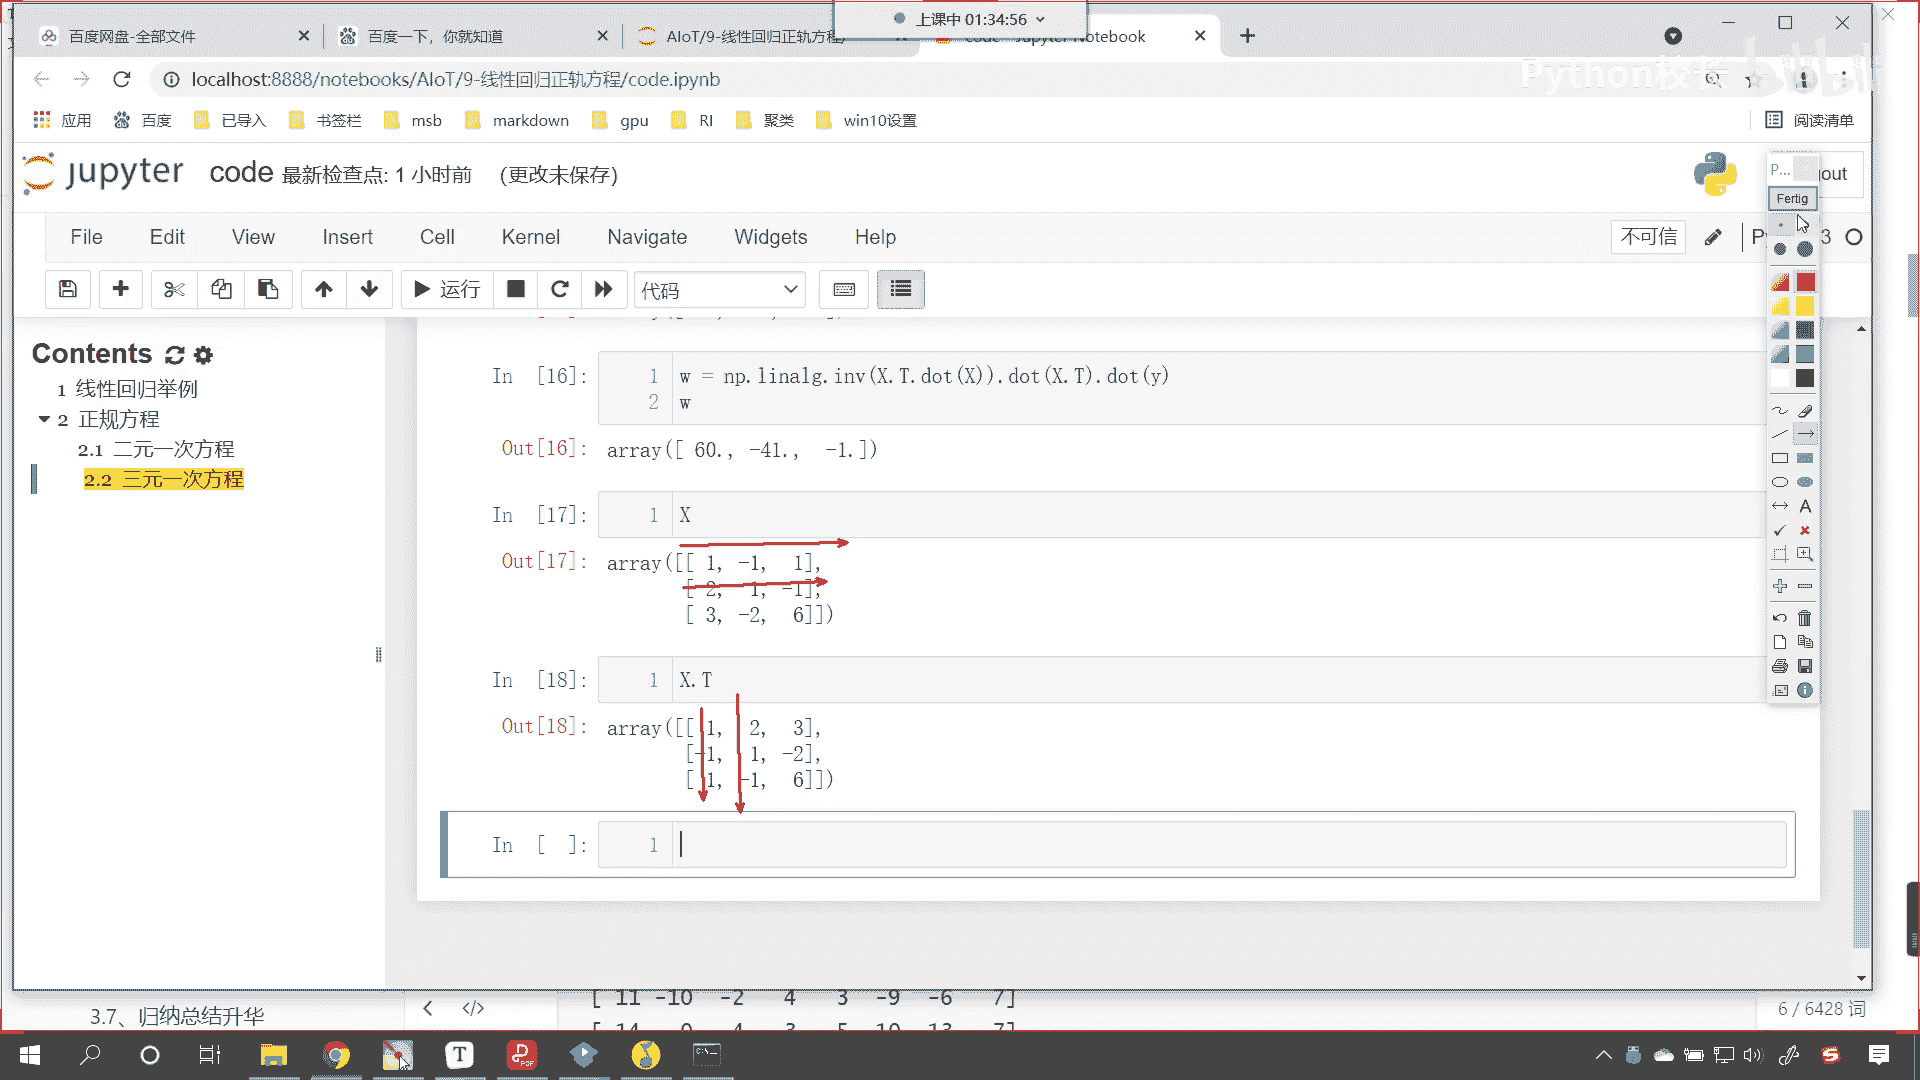 上课中 01:34:56
百度网盘-全部文件
百度一下，你就知道
AIoT/9-线性回归正轨方程/
code - Jupyter Notebook
localhost:8888/notebooks/AIoT/9-线性回归正轨方程/code.ipynb
Python校长
bilibili
应用 百度 已导入 书签栏 msb markdown gpu RI 聚类 win10设置 阅读清单
jupyter code 最新检查点: 1 小时前 (更改未保存)
P...
Fertig
File Edit View Insert Cell Kernel Navigate Widgets Help 不可信
运行 代码
Contents
1 线性回归举例
2 正规方程
2.1 二元一次方程
2.2 三元一次方程
In [16]: 1 w = np.linalg.inv(X.T.dot(X)).dot(X.T).dot(y)
2 w
Out[16]: array([ 60., -41., -1.])
In [17]: 1 X
Out[17]: array([[ 1, -1, 1],
[ 2, 1, -1],
[ 3, -2, 6]])
In [18]: 1 X.T
Out[18]: array([[ 1, 2, 3],
[-1, 1, -2],
[ 1, -1, 6]])
In [ ]: 1
3.7、归纳总结升华
[ 11 -10 -2 4 3 -9 -6 7]
6 / 6428 词